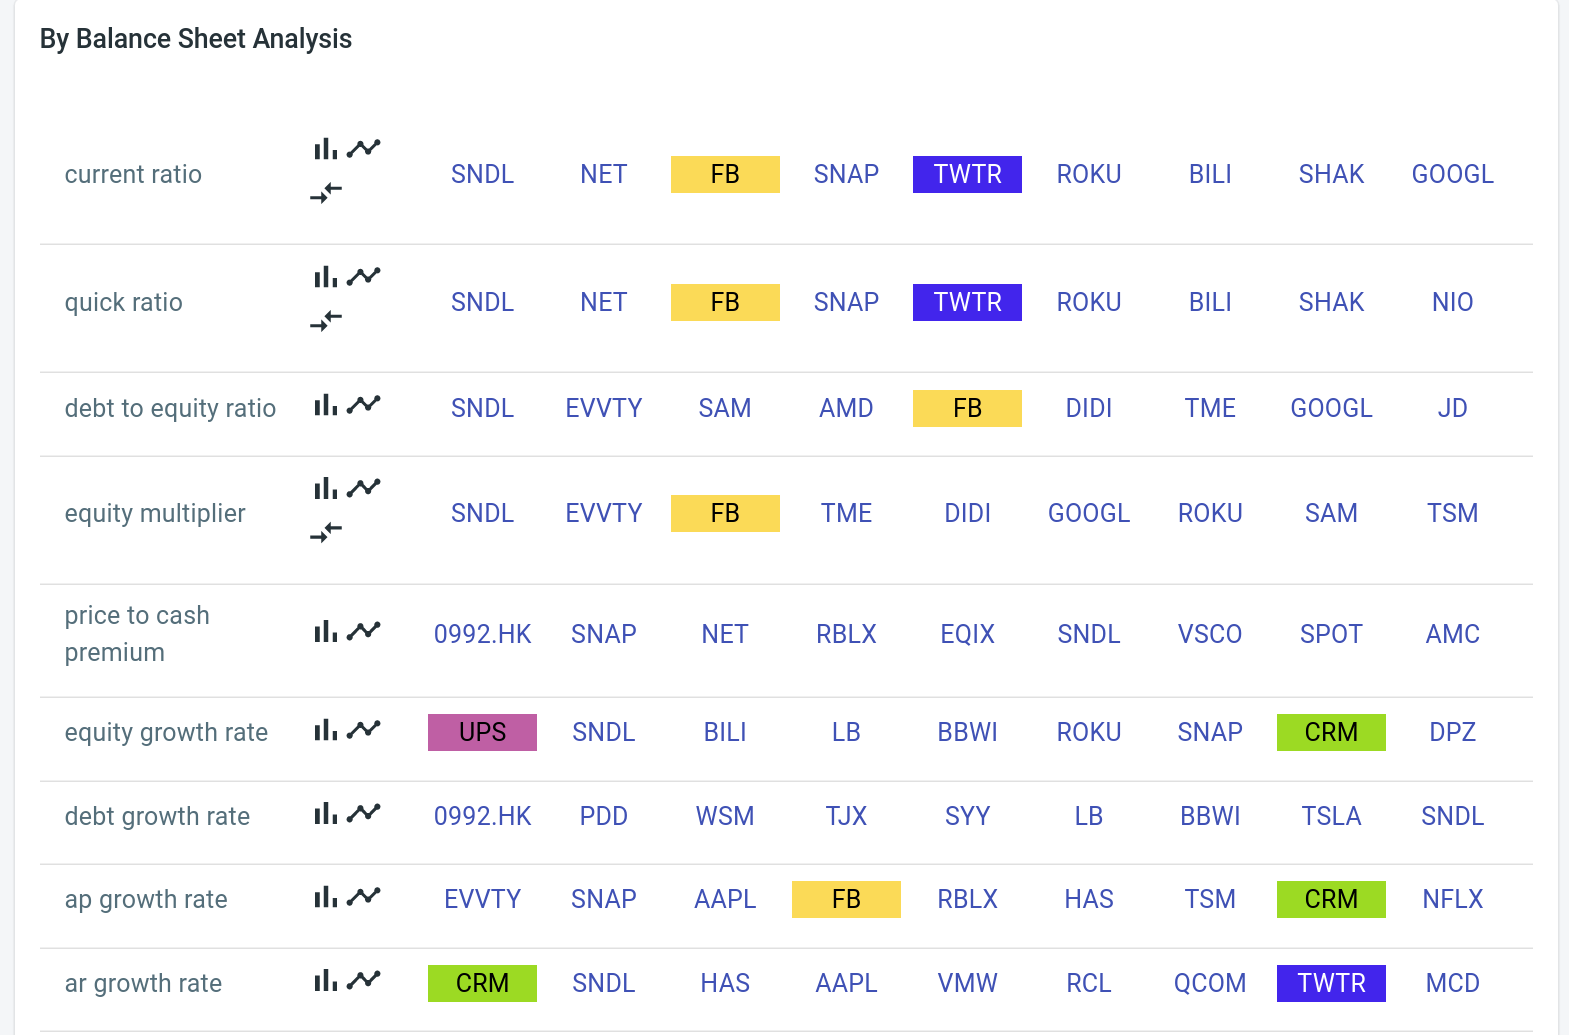 By Balance Sheet Analysis
current ratio SNDL NET FB SNAP TWTR ROKU BILI SHAK GOOGL
quick ratio SNDL NET FB SNAP TWTR ROKU BILI SHAK NIO
debt to equity ratio SNDL EVVTY SAM AMD FB DIDI TME GOOGL JD
equity multiplier SNDL EVVTY FB TME DIDI GOOGL ROKU SAM TSM
price to cash
premium 0992.HK SNAP NET RBLX EQIX SNDL VSCO SPOT AMC
equity growth rate UPS SNDL BILI LB BBWI ROKU SNAP CRM DPZ
debt growth rate 0992.HK PDD WSM TJX SYY LB BBWI TSLA SNDL
ap growth rate EVVTY SNAP AAPL FB RBLX HAS TSM CRM NFLX
ar growth rate CRM SNDL HAS AAPL VMW RCL QCOM TWTR MCD